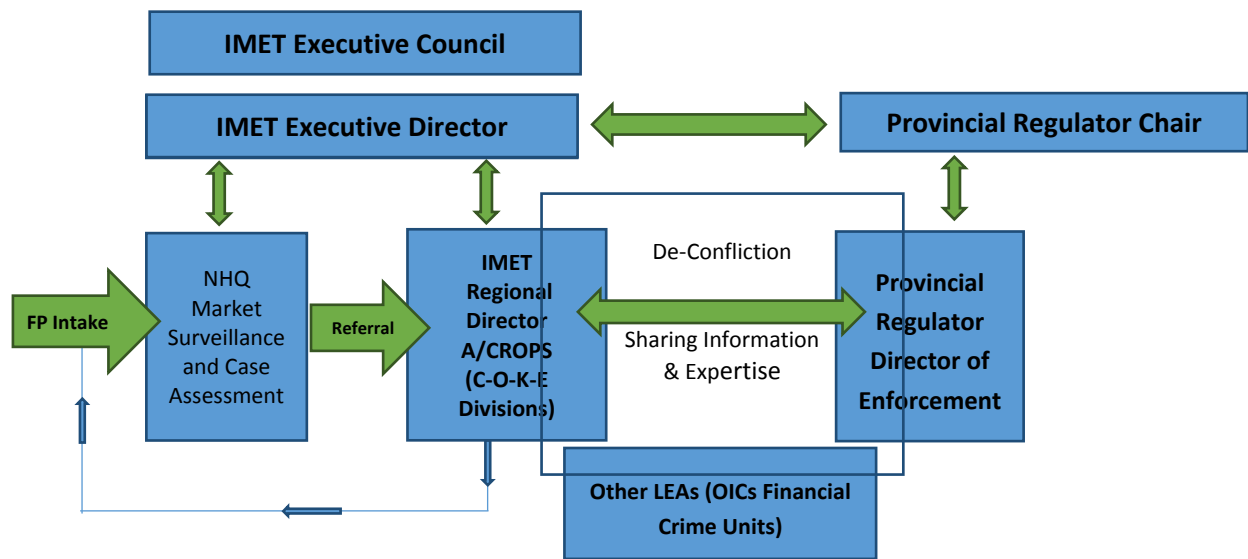 IMET Executive Council
IMET Executive Director
Provincial Regulator Chair
FP Intake
NHQ
Market
Surveillance
and Case
Assessment
Referral
IMET
Regional
Director
A/CROPS
(C-O-K-E
Divisions)
De-Confliction
Sharing Information
& Expertise
Provincial
Regulator
Director of
Enforcement
Other LEAs (OICs Financial
Crime Units)